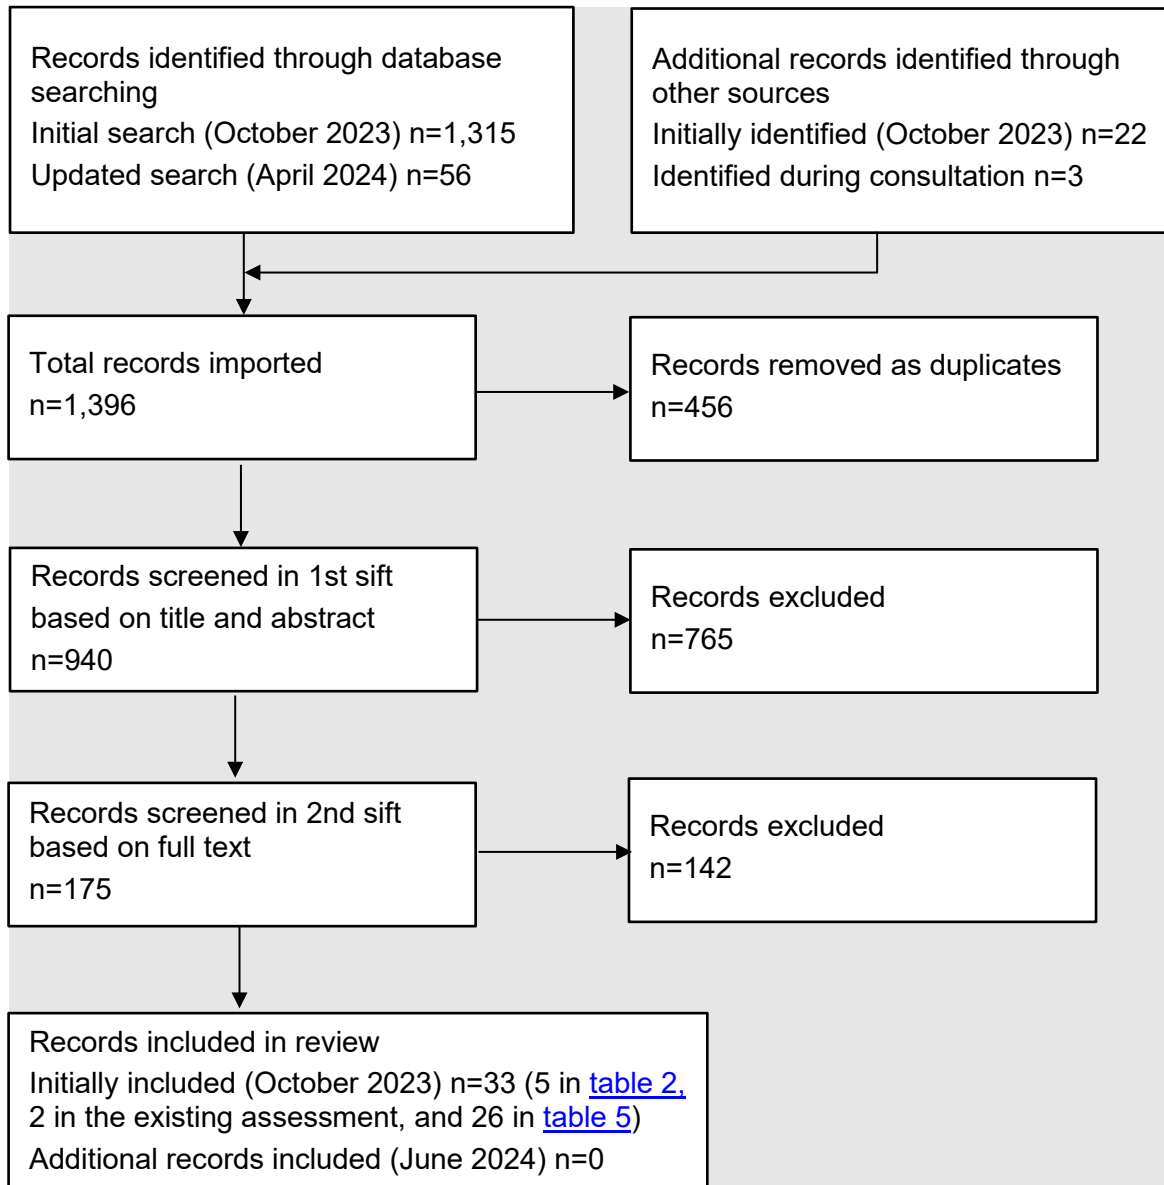 Records identified through database
searching
Initial search (October 2023) n=1,315
Updated search (April 2024) n=56
Additional records identified through
other sources
Initially identified (October 2023) n=22
Identified during consultation n=3
Total records imported
n=1,396
Records removed as duplicates
n=456
Records screened in 1st sift
based on title and abstract
n=940
Records excluded
n=765
Records screened in 2nd sift
based on full text
n=175
Records excluded
n=142
Records included in review
Initially included (October 2023) n=33 (5 in table 2,
2 in the existing assessment, and 26 in table 5)
Additional records included (June 2024) n=0